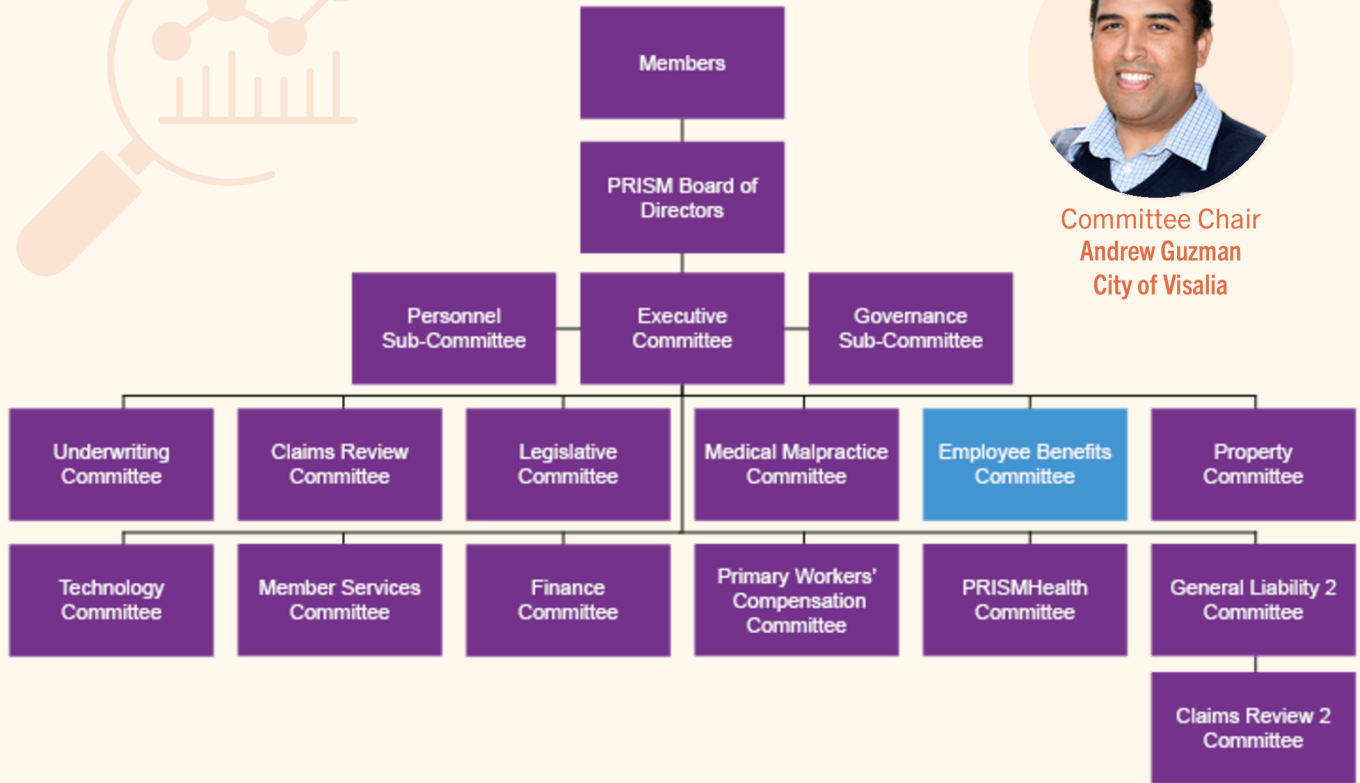 Members
PRISM Board of
Directors
Committee Chair
Andrew Guzman
City of Visalia
Personnel
Sub-Committee
Executive
Committee
Governance
Sub-Committee
Underwriting
Committee
Claims Review
Committee
Legislative
Committee
Medical Malpractice
Committee
Employee Benefits
Committee
Property
Committee
Technology
Committee
Member Services
Committee
Finance
Committee
Primary Workers’
Compensation
Committee
PRISMHealth
Committee
General Liability 2
Committee
Claims Review 2
Committee